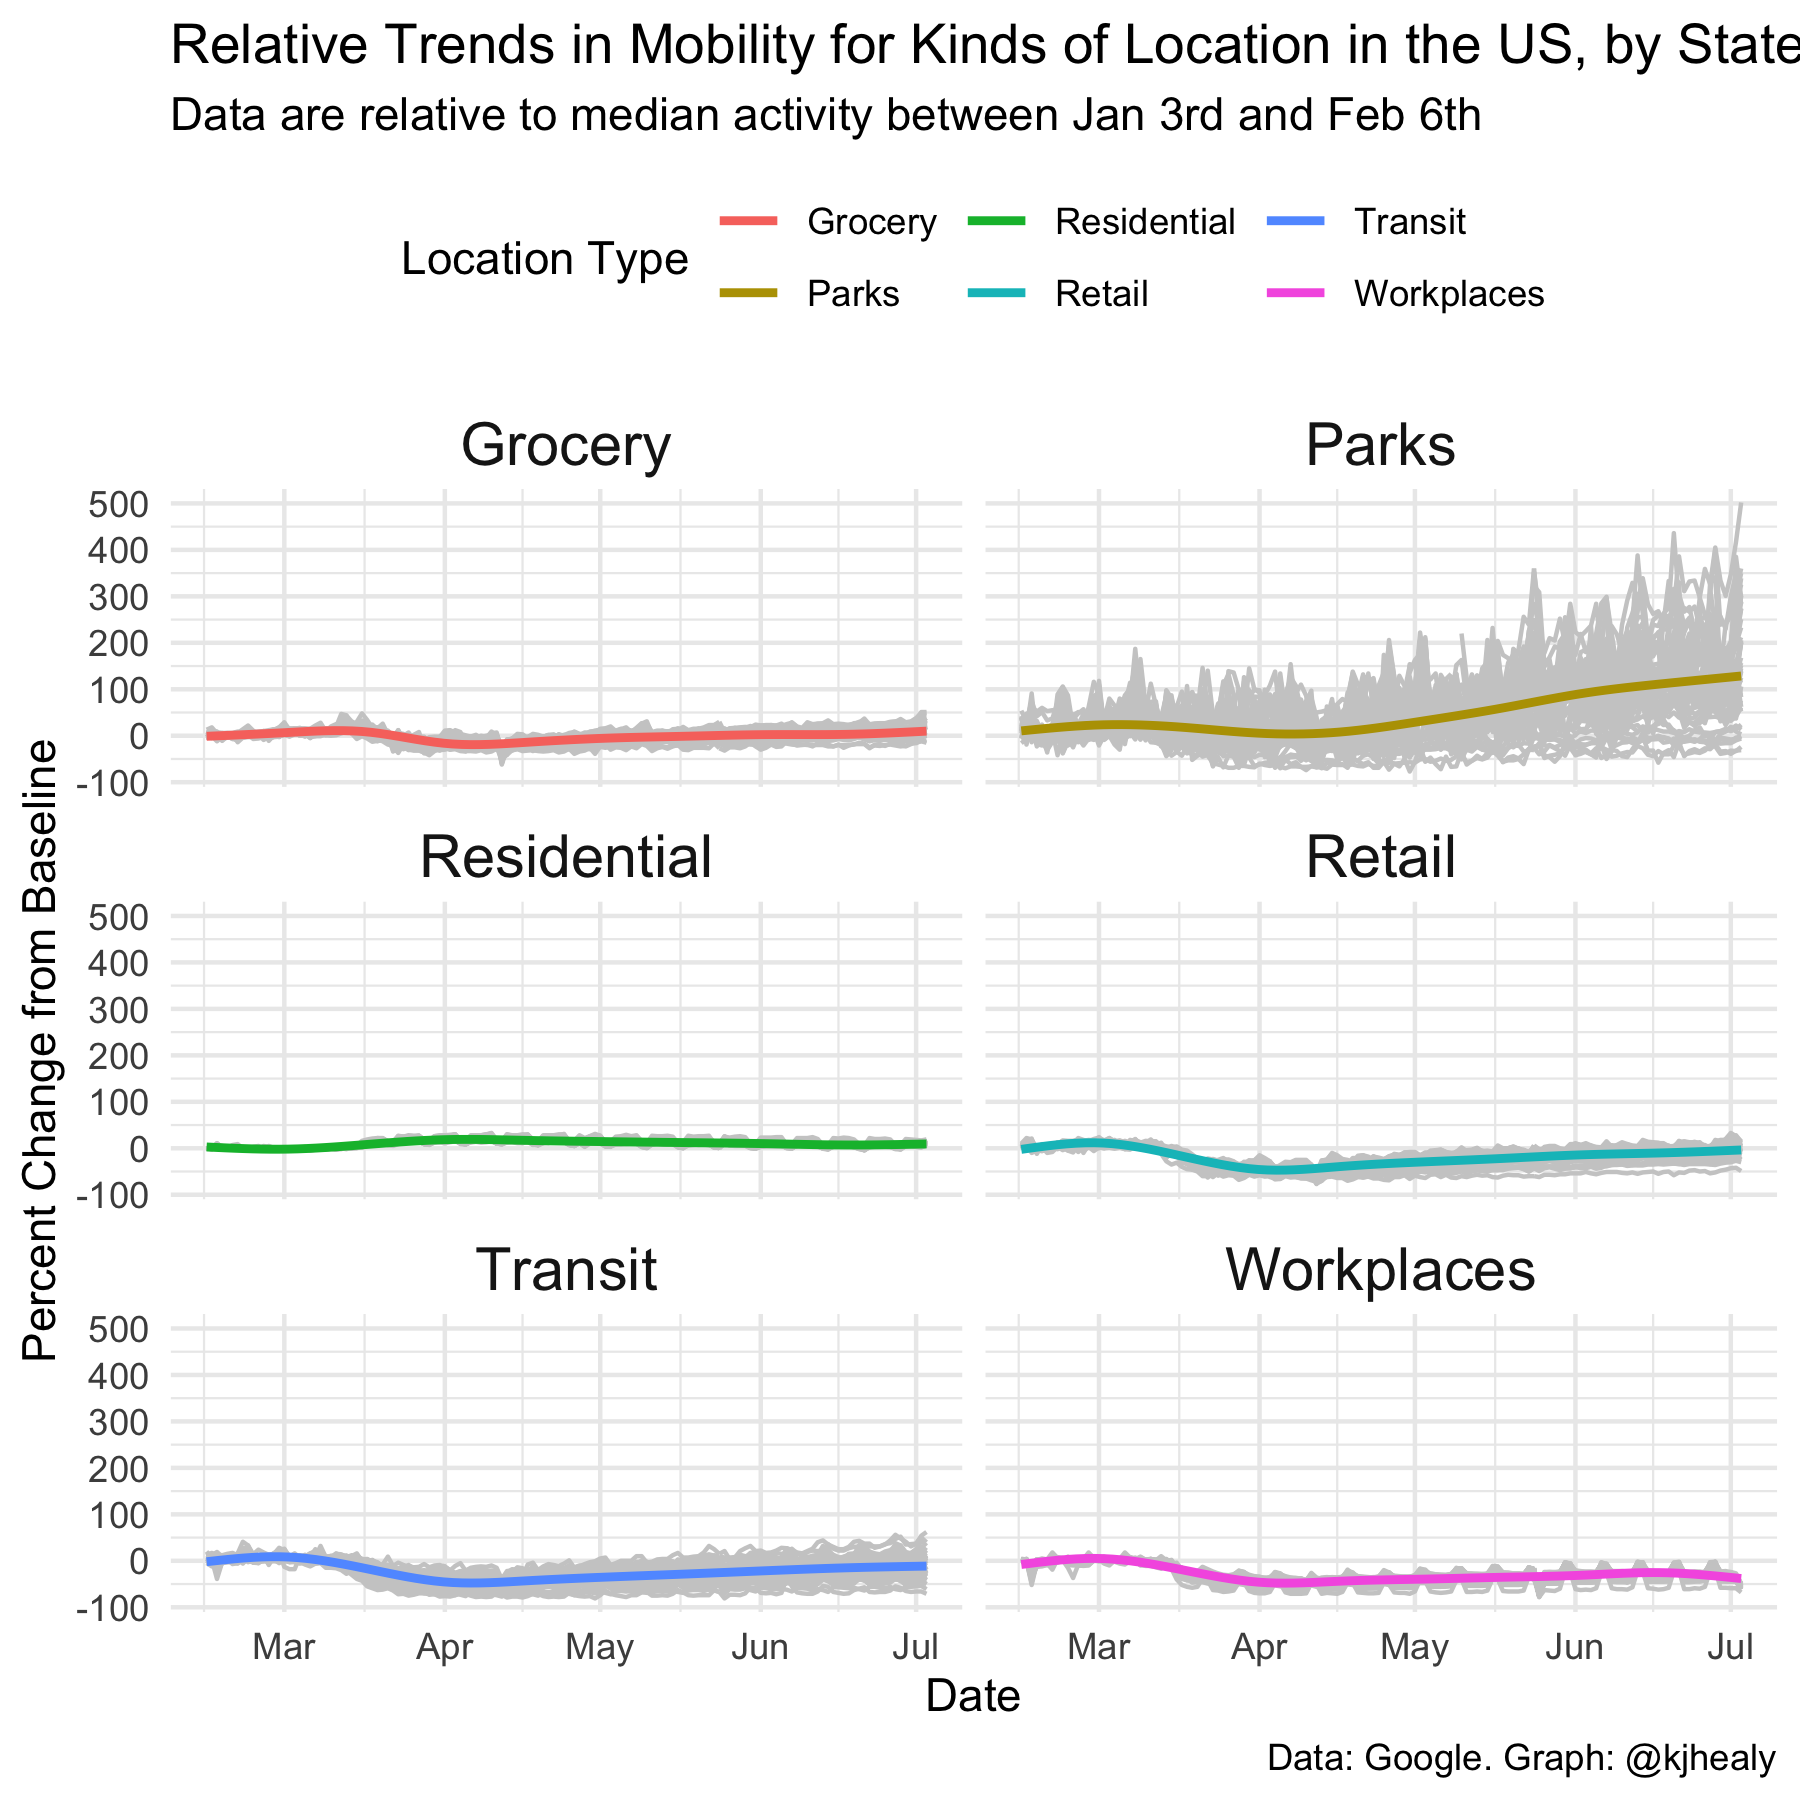 Relative Trends in Mobility for Kinds of Location in the US, by State
Data are relative to median activity between Jan 3rd and Feb 6th
Location Type
Grocery
Residential
Transit
Parks
Retail
Workplaces
Percent Change from Baseline
Grocery
500
400
300
200
100
0
-100
Parks
Residential
500
400
300
200
100
0
-100
Retail
Transit
500
400
300
200
100
0
-100
Mar
Apr
May
Jun
Jul
Workplaces
Mar
Apr
May
Jun
Jul
Date
Data: Google. Graph: @kjhealy